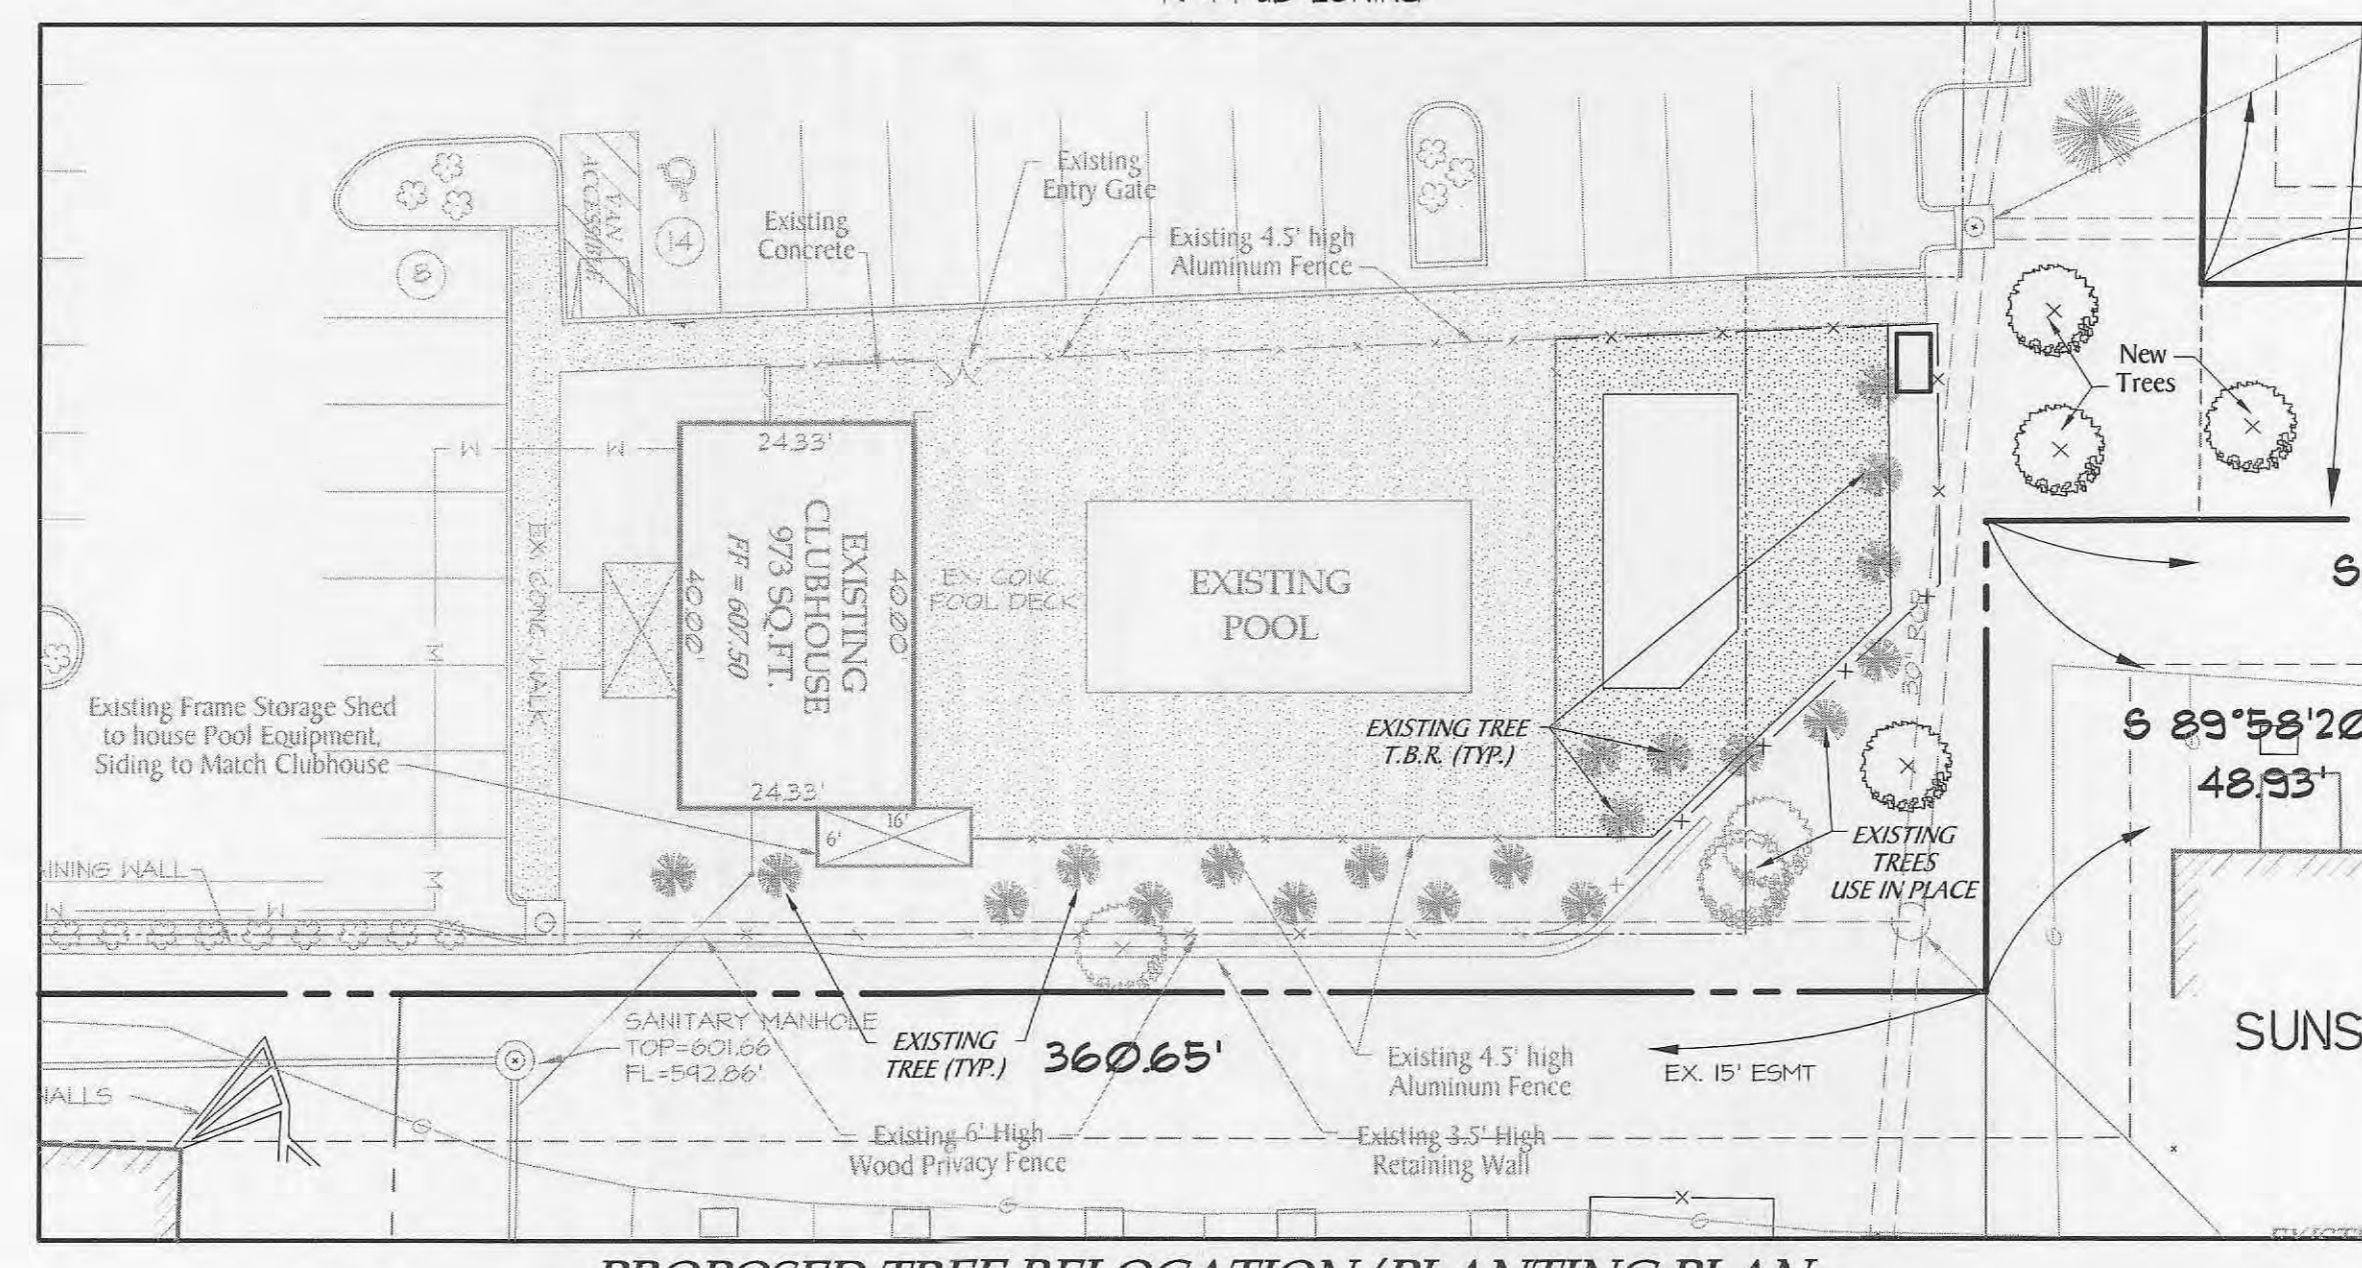 Existing
Entry Gate
VAN
ACCESSIBLE
14
Existing
Concrete
Existing 4.5' high
Aluminum Fence
8
New
Trees
24.33'
W
W
EXISTING
CLUBHOUSE
973 SQ.FT.
FF = 607.50
40.00'
40.00'
EX. CONC. WALK
EX. CONC.
POOL DECK
EXISTING
POOL
W
30" RCP
S
Existing Frame Storage Shed
to house Pool Equipment,
Siding to Match Clubhouse
EXISTING TREE
T.B.R. (TYP.)
S 89°58'20
48.93'
24.33'
16'
6'
EXISTING
TREES
USE IN PLACE
AINING WALL
W
W
SANITARY MANHOLE
TOP=601.66'
FL=592.86'
EXISTING
TREE (TYP.)
360.65'
Existing 4.5' high
Aluminum Fence
EX. 15' ESMT
SUNS
WALLS
G
Existing 6' High
Wood Privacy Fence
Existing 3.5' High
Retaining Wall
G
G
G
PROPOSED TREE RELOCATION/PLANTING PLAN